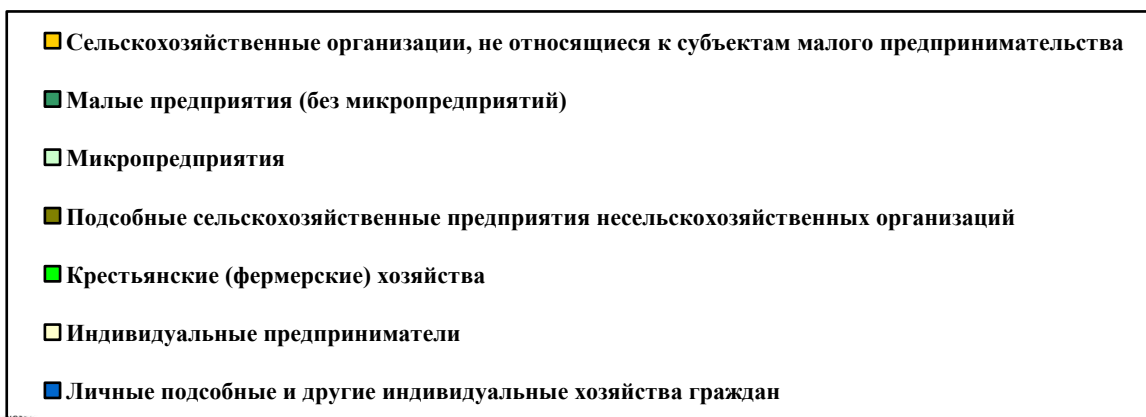 Сельскохозяйственные организации, не относящиеся к субъектам малого предпринимательства
Малые предприятия (без микропредприятий)
Микропредприятия
Подсобные сельскохозяйственные предприятия несельскохозяйственных организаций
Крестьянские (фермерские) хозяйства
Индивидуальные предприниматели
Личные подсобные и другие индивидуальные хозяйства граждан